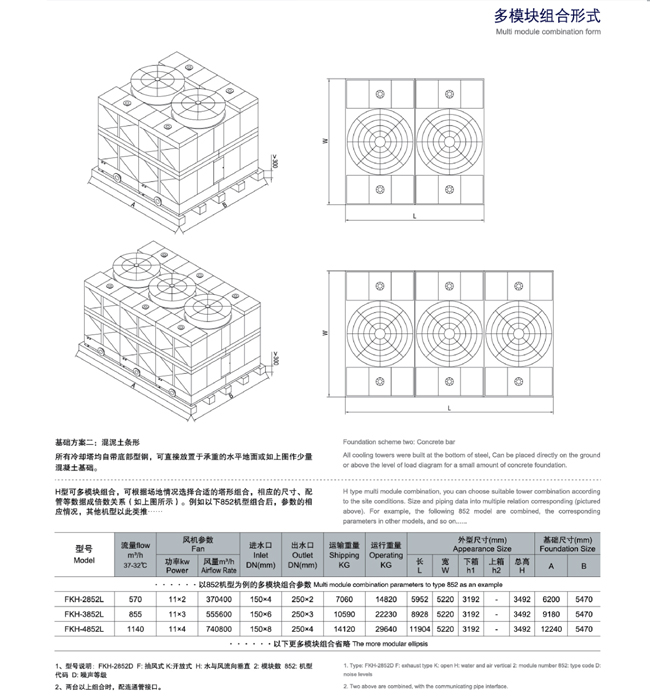 多模块组合形式
Multi module combination form
≥300
A
B
W
L
≥300
A
B
W
L
基础方案二：混泥土条形
所有冷却塔均自带底部型钢，可直接放置于承重的水平地面或如上图作少量
混凝土基础。
Foundation scheme two: Concrete bar
All cooling towers were built at the bottom of steel, Can be placed directly on the ground
or above the level of load diagram for a small amount of concrete foundation.
H型可多模块组合，可根据场地情况选择合适的塔形组合，相应的尺寸、配
管等数据成倍数关系（如上图所示）。例如以下852机型组合后，参数的相
应情况，其他机型以此类推……
H type multi module combination, you can choose suitable tower combination according
to the site conditions. Size and piping data into multiple relation corresponding (pictured
above). For example, the following 852 model are combined, the corresponding
parameters in other models, and so on......
型号 Model 流量flow m³/h 37-32℃ 风机参数 Fan 进水口 Inlet DN(mm) 出水口 Outlet DN(mm) 运输重量 Shipping KG 运行重量 Operating KG 外型尺寸(mm) Appearance Size 基础尺寸(mm) Foundation Size
功率kw Power 风量m³/h Airflow Rate 长 L 宽 W 下箱 h1 上箱 h2 总高 H A B
······以852机型为例的多模块组合参数 Multi module combination parameters to type 852 as an example
FKH-2852L 570 11×2 370400 150×4 250×2 7060 14820 5952 5220 3192 - 3492 6200 5470
FKH-3852L 855 11×3 555600 150×6 250×3 10590 22230 8928 5220 3192 - 3492 9180 5470
FKH-4852L 1140 11×4 740800 150×8 250×4 14120 29640 11904 5220 3192 - 3492 12240 5470
······以下更多模块组合省略 The more modular ellipsis
1、型号说明：FKH-2852D F: 抽风式 K:开放式 H: 水与风流向垂直 2: 模块数 852: 机型
代码 D: 噪声等级
2、两台以上组合时，配连通管接口。
1. Type: FKH-2852D F: exhaust type K: open H: water and air vertical 2: module number 852: type code D:
noise levels
2. Two above are combined, with the communicating pipe interface.